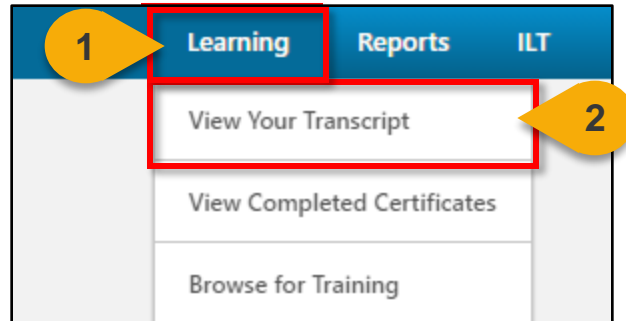 1 Learning Reports ILT
View Your Transcript 2
View Completed Certificates
Browse for Training